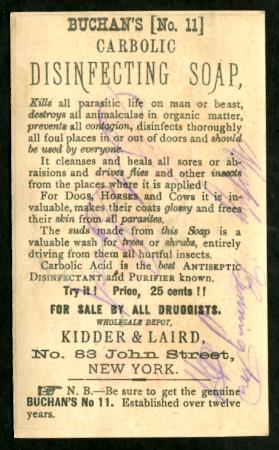 BUCHAN'S [No. 11]
CARBOLIC
DISINFECTING SOAP,
Kills all parasitic life on man or beast,
destroys all animalculae in organic matter,
prevents all contagion, disinfects thoroughly
all foul places in or out of doors and should
be used by everyone.
It cleanses and heals all sores or ab-
raisions and drives flies and other insects
from the places where it is applied!
For Dogs, Horses and Cows it is in-
valuable, makes their coats glossy and frees
their skin from all parasites.
The suds made from this Soap is a
valuable wash for trees or shrubs, entirely
driving from them all hurtful insects.
Carbolic Acid is the best Antiseptic
Disinfectant and Purifier known.
Try it! Price, 25 cents!!
FOR SALE BY ALL DRUGGISTS.
WHOLESALE DEPOT,
KIDDER & LAIRD,
No. 83 John Street,
NEW YORK.
☞ N. B.—Be sure to get the genuine
BUCHAN'S No 11. Established over twelve
years.